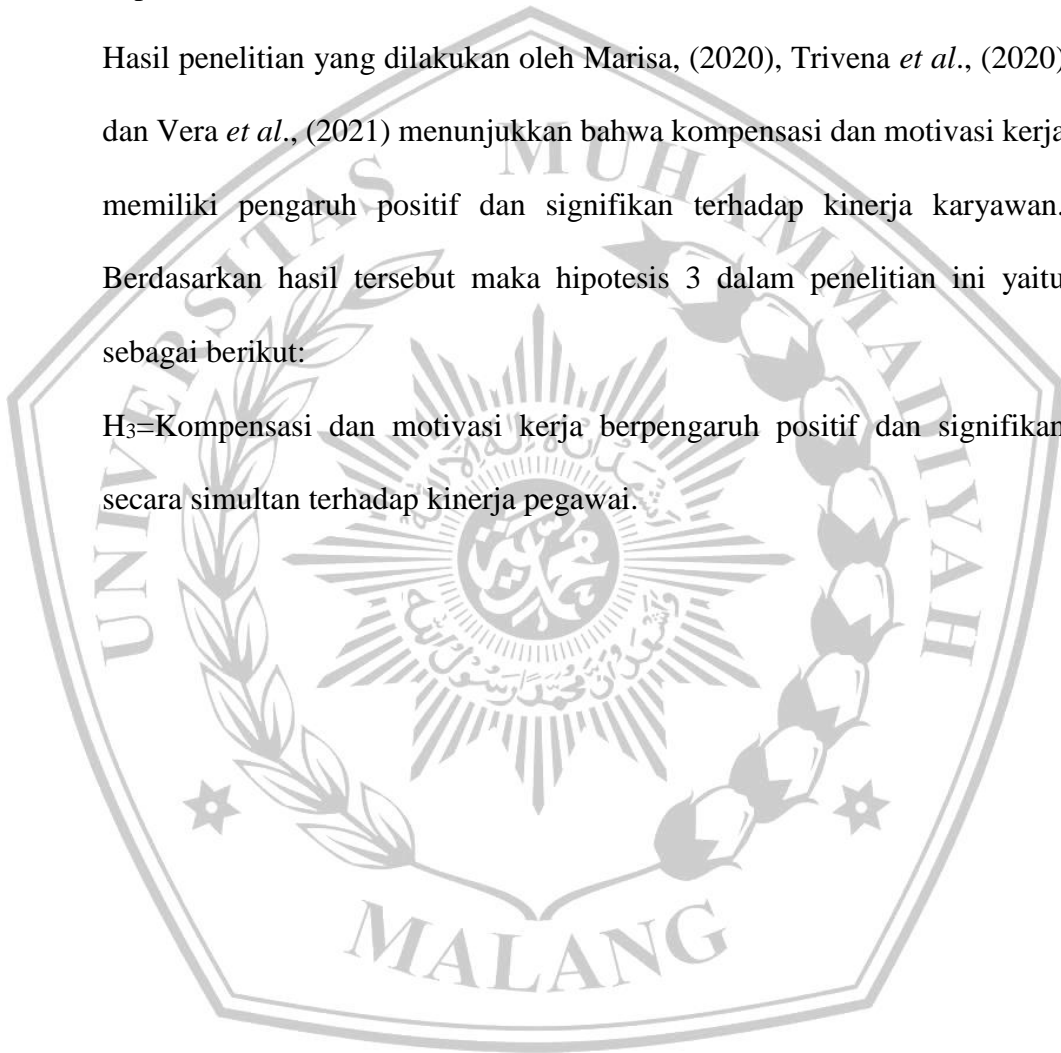 Hasil penelitian yang dilakukan oleh Marisa, (2020), Trivena et al., (2020)
dan Vera et al., (2021) menunjukkan bahwa kompensasi dan motivasi kerja
memiliki pengaruh positif dan signifikan terhadap kinerja karyawan.
Berdasarkan hasil tersebut maka hipotesis 3 dalam penelitian ini yaitu
sebagai berikut:
H₃=Kompensasi dan motivasi kerja berpengaruh positif dan signifikan
secara simultan terhadap kinerja pegawai.
UNIVERSITAS MUHAMMADIYAH
MALANG